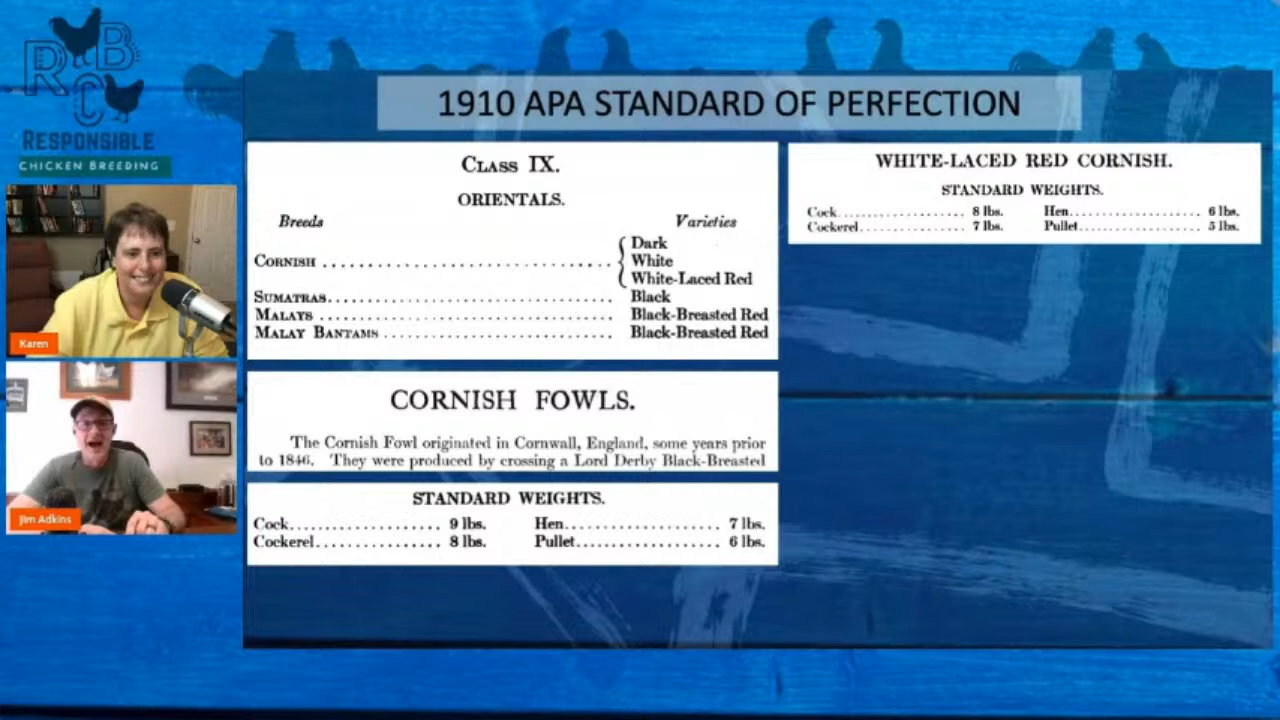 RBC
RESPONSIBLE
CHICKEN BREEDING
Karen
Jim Adkins
1910 APA STANDARD OF PERFECTION
CLASS IX.
ORIENTALS.
Breeds Varieties
CORNISH { Dark
White
White-Laced Red
SUMATRAS Black
MALAYS Black-Breasted Red
MALAY BANTAMS Black-Breasted Red
CORNISH FOWLS.
The Cornish Fowl originated in Cornwall, England, some years prior
to 1846. They were produced by crossing a Lord Derby Black-Breasted
STANDARD WEIGHTS.
Cock 9 lbs. Hen 7 lbs.
Cockerel 8 lbs. Pullet 6 lbs.
WHITE-LACED RED CORNISH.
STANDARD WEIGHTS.
Cock 8 lbs. Hen 6 lbs.
Cockerel 7 lbs. Pullet 5 lbs.